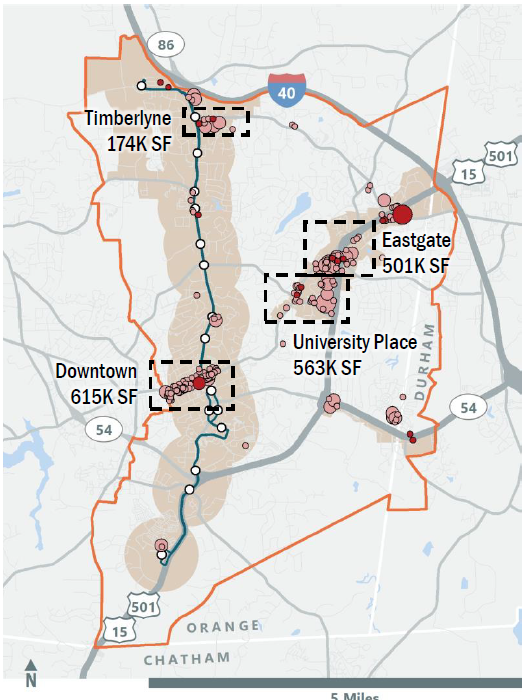 86
40
Timberlyne
174K SF
501
15
Eastgate
501K SF
University Place
563K SF
DURHAM
Downtown
615K SF
54
54
501
15
ORANGE
CHATHAM
N
5 Miles